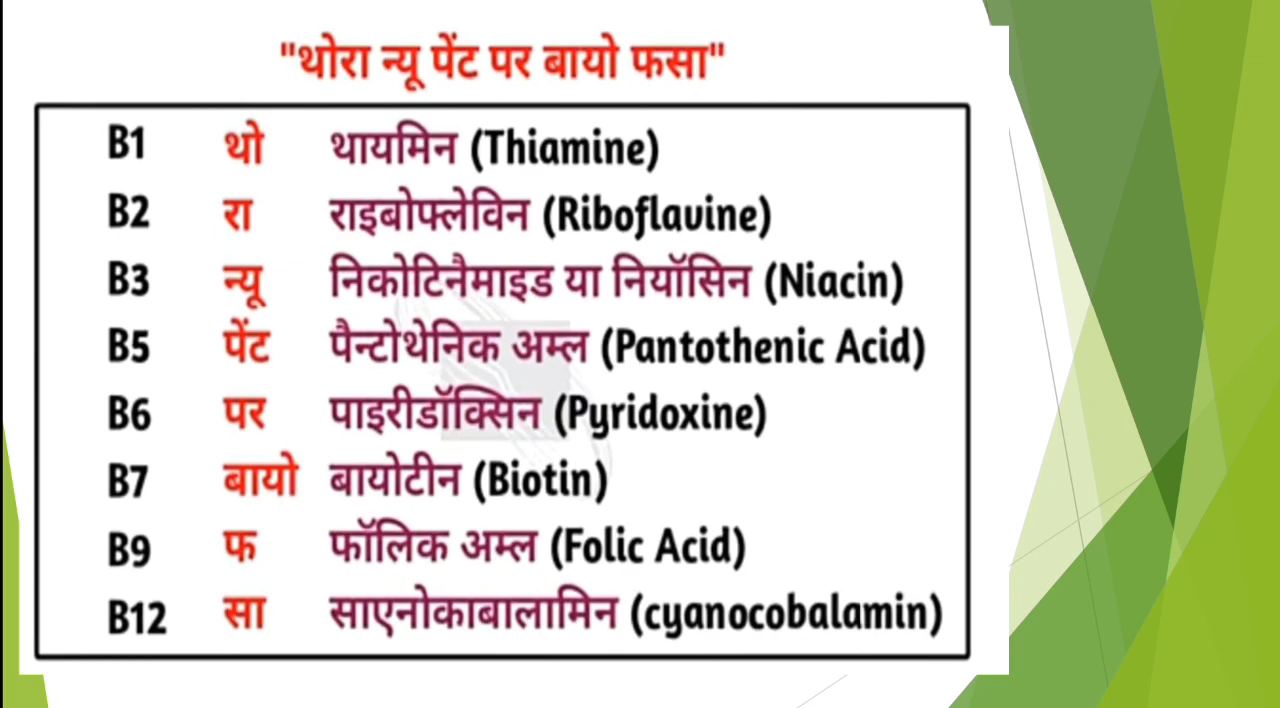 "थोरा न्यू पेंट पर बायो फसा"
B1 थो थायमिन (Thiamine)
B2 रा राइबोफ्लेविन (Riboflavine)
B3 न्यू निकोटिनैमाइड या नियॉसिन (Niacin)
B5 पेंट पैन्टोथेनिक अम्ल (Pantothenic Acid)
B6 पर पाइरीडॉक्सिन (Pyridoxine)
B7 बायो बायोटीन (Biotin)
B9 फ फॉलिक अम्ल (Folic Acid)
B12 सा साएनोकाबालामिन (cyanocobalamin)